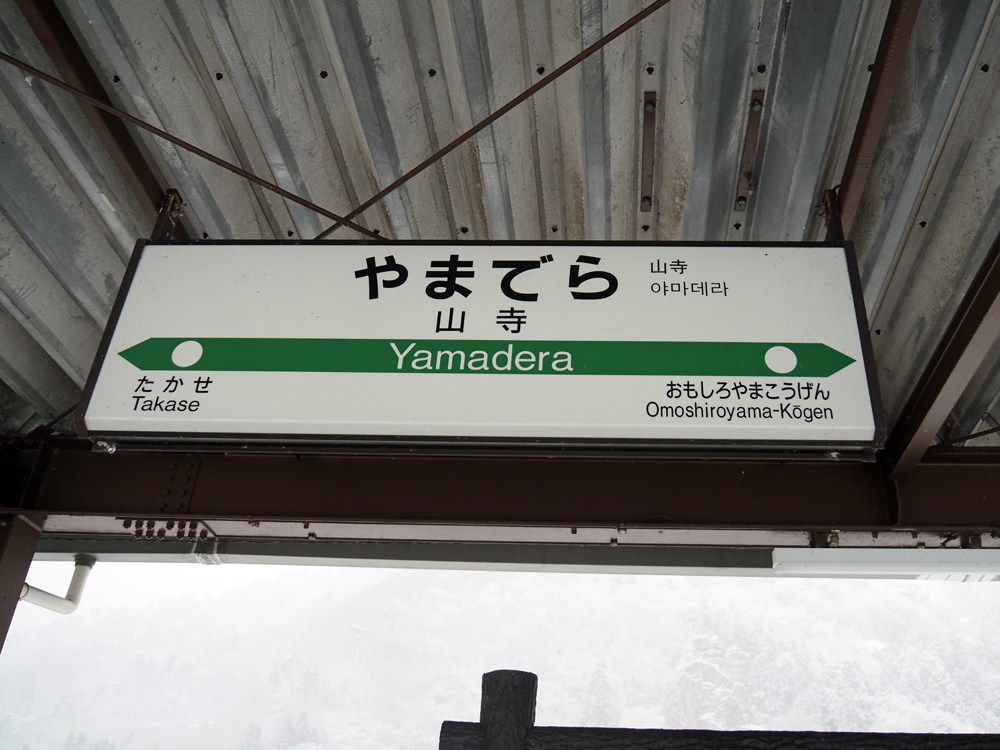 やまでら
山寺
山寺
야마데라
Yamadera
たかせ
Takase
おもしろやまこうげん
Omoshiroyama-Kōgen